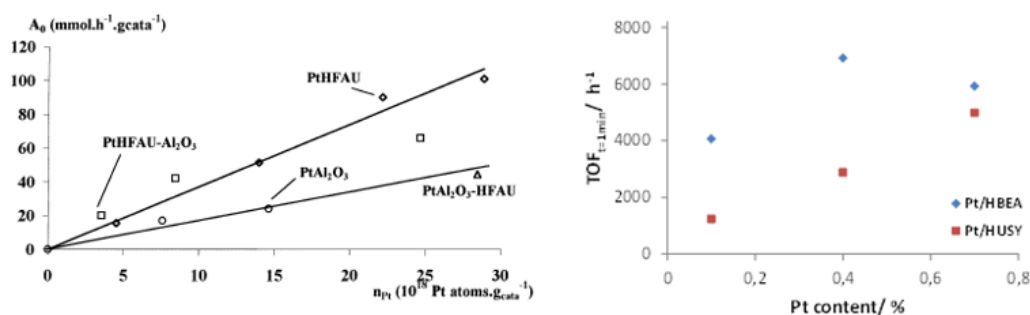 A₀ (mmol.h⁻¹.gcata⁻¹)
120
100
80
60
40
20
0
PtHFAU
PtHFAU-Al₂O₃
PtAl₂O₃
PtAl₂O₃-HFAU
0 5 10 15 20 25 30
nPt (10¹⁸ Pt atoms.gcata⁻¹)
TOFt=1min/ h⁻¹
8000
6000
4000
2000
0
Pt/HBEA
Pt/HUSY
0 0,2 0,4 0,6 0,8
Pt content/ %